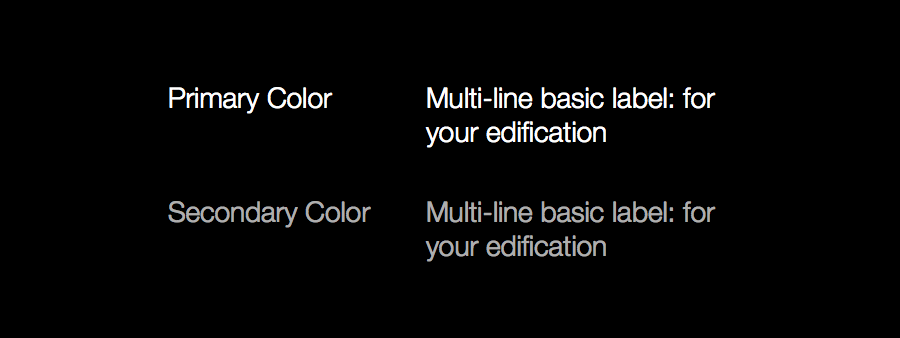 Primary Color
Multi-line basic label: for
your edification
Secondary Color
Multi-line basic label: for
your edification